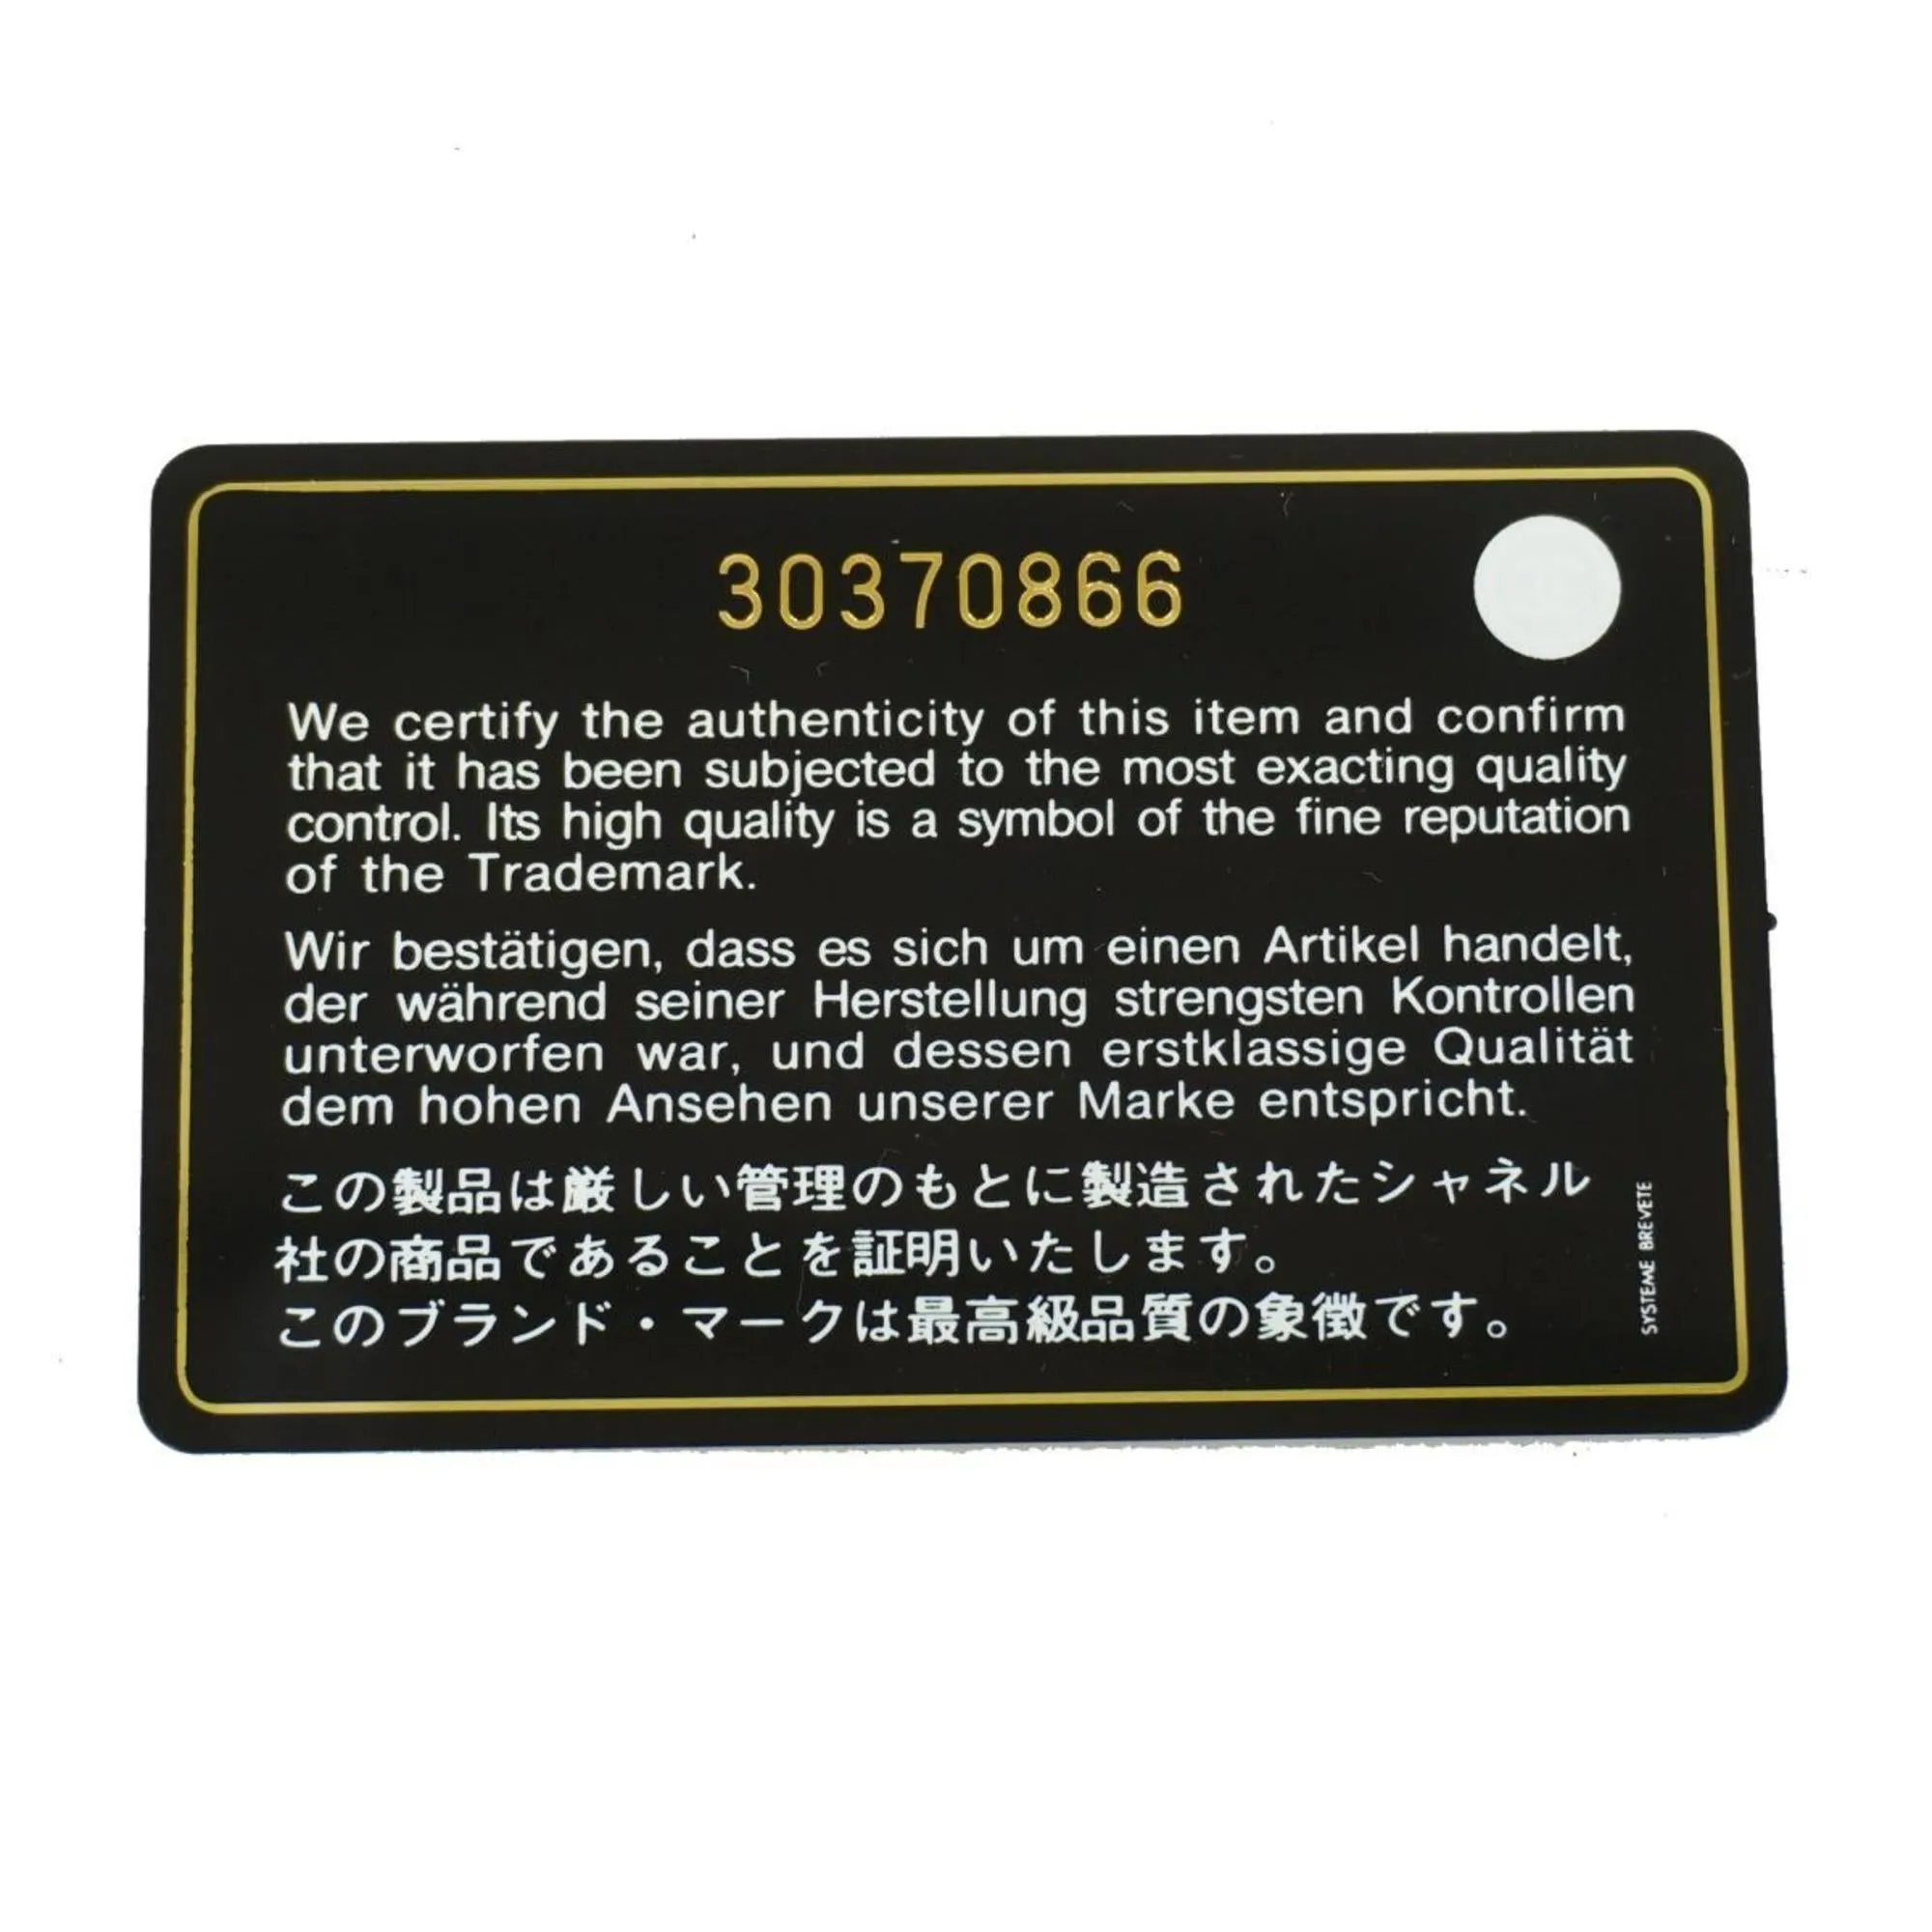 30370866
We certify the authenticity of this item and confirm
that it has been subjected to the most exacting quality
control. Its high quality is a symbol of the fine reputation
of the Trademark.
Wir bestätigen, dass es sich um einen Artikel handelt,
der während seiner Herstellung strengsten Kontrollen
unterworfen war, und dessen erstklassige Qualität
dem hohen Ansehen unserer Marke entspricht.
この製品は厳しい管理のもとに製造されたシャネル
社の商品であることを証明いたします。
このブランド・マークは最高級品質の象徴です。
SYSTEME BREVETE